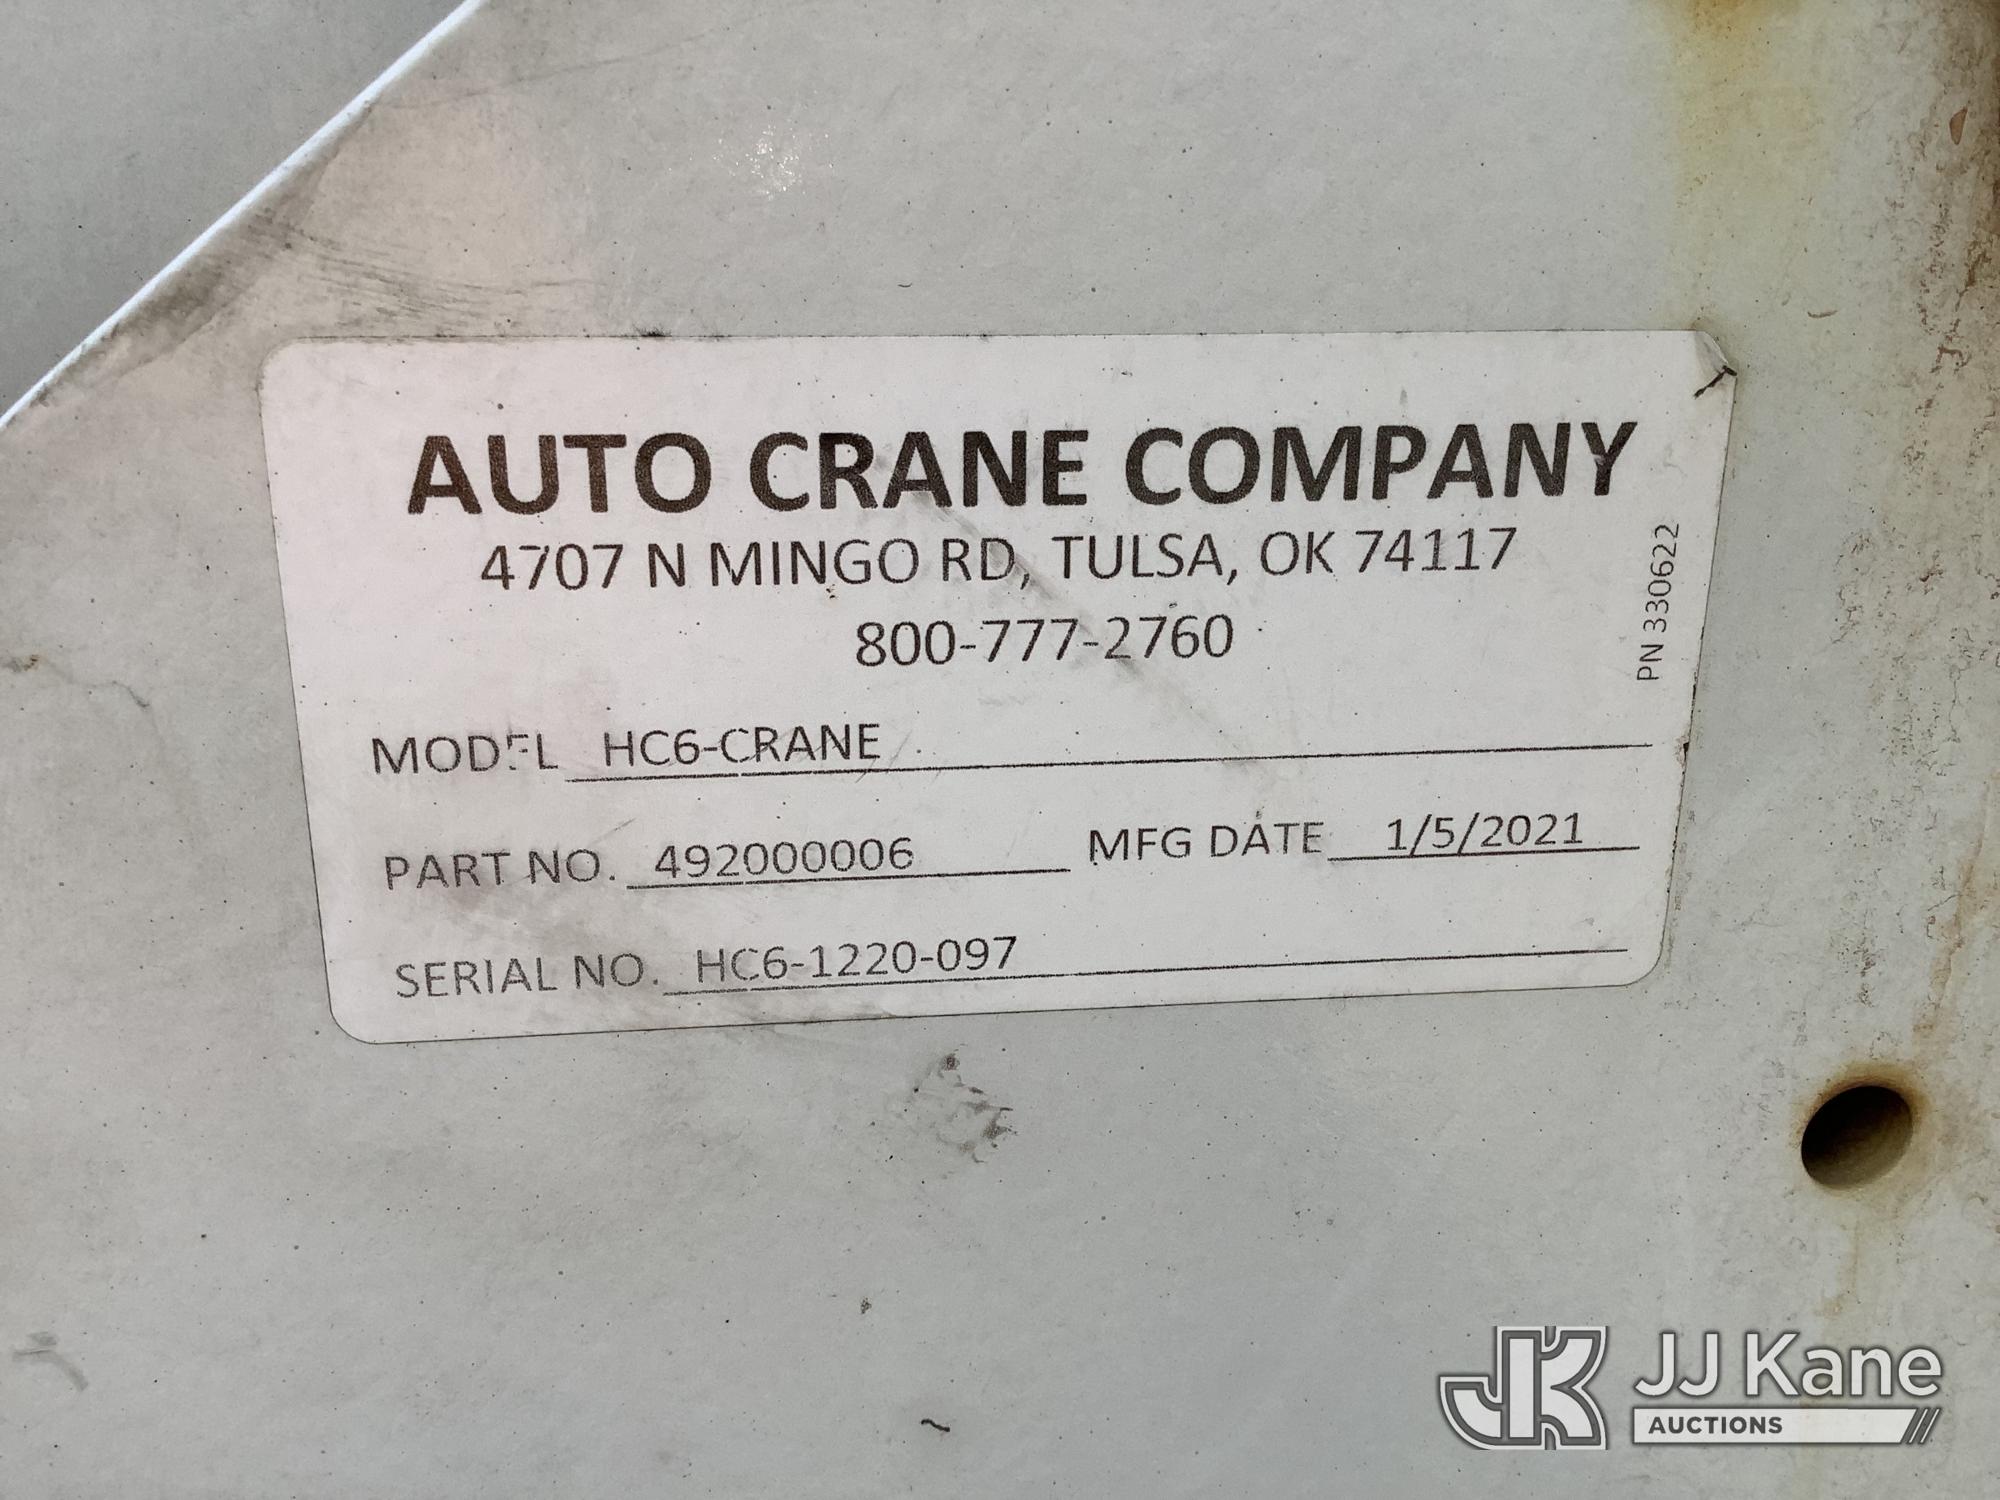 AUTO CRANE COMPANY
4707 N MINGO RD, TULSA, OK 74117
800-777-2760
PN 330622
MODEL HC6-CRANE
PART NO. 492000006 MFG DATE 1/5/2021
SERIAL NO. HC6-1220-097
JK JJ Kane
AUCTIONS